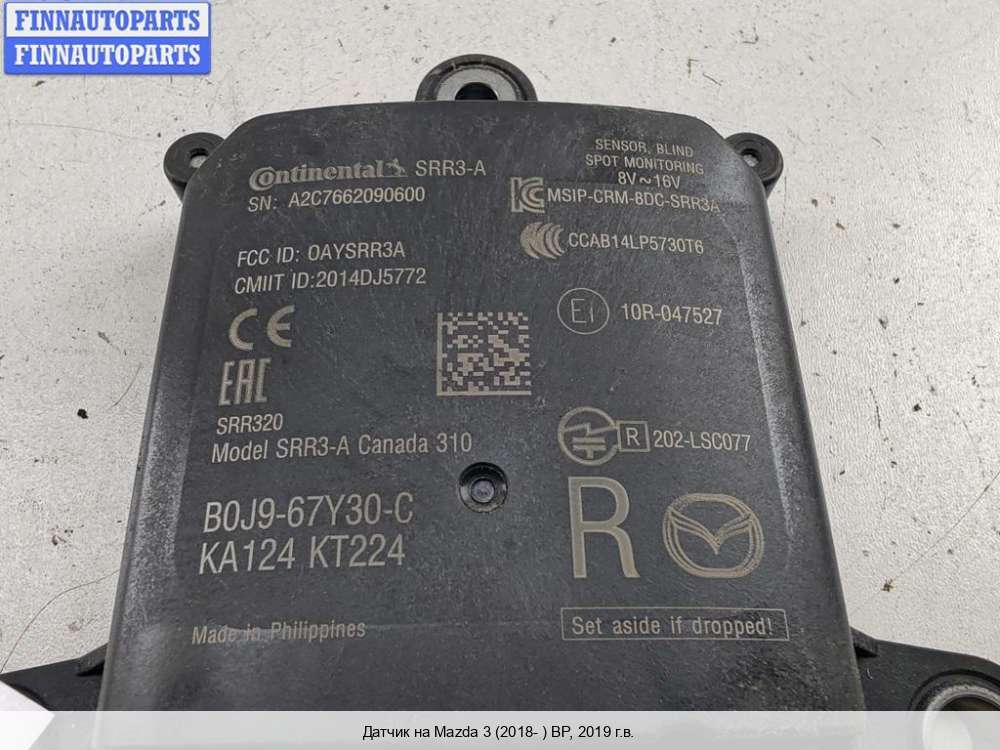 FINNAUTOPARTS
FINNAUTOPARTS
Continental SRR3-A
SN: A2C7662090600
SENSOR, BLIND
SPOT MONITORING
8V~16V
MSIP-CRM-8DC-SRR3A
CCC
CCAB14LP5730T6
FCC ID: OAYSRR3A
CMIIT ID:2014DJ5772
CE
E1 10R-047527
EAC
SRR320
Model SRR3-A Canada 310
R 202-LSC077
B0J9-67Y30-C
KA124 KT224
R
Made in Philippines
Set aside if dropped!
Датчик на Mazda 3 (2018- ) BP, 2019 г.в.